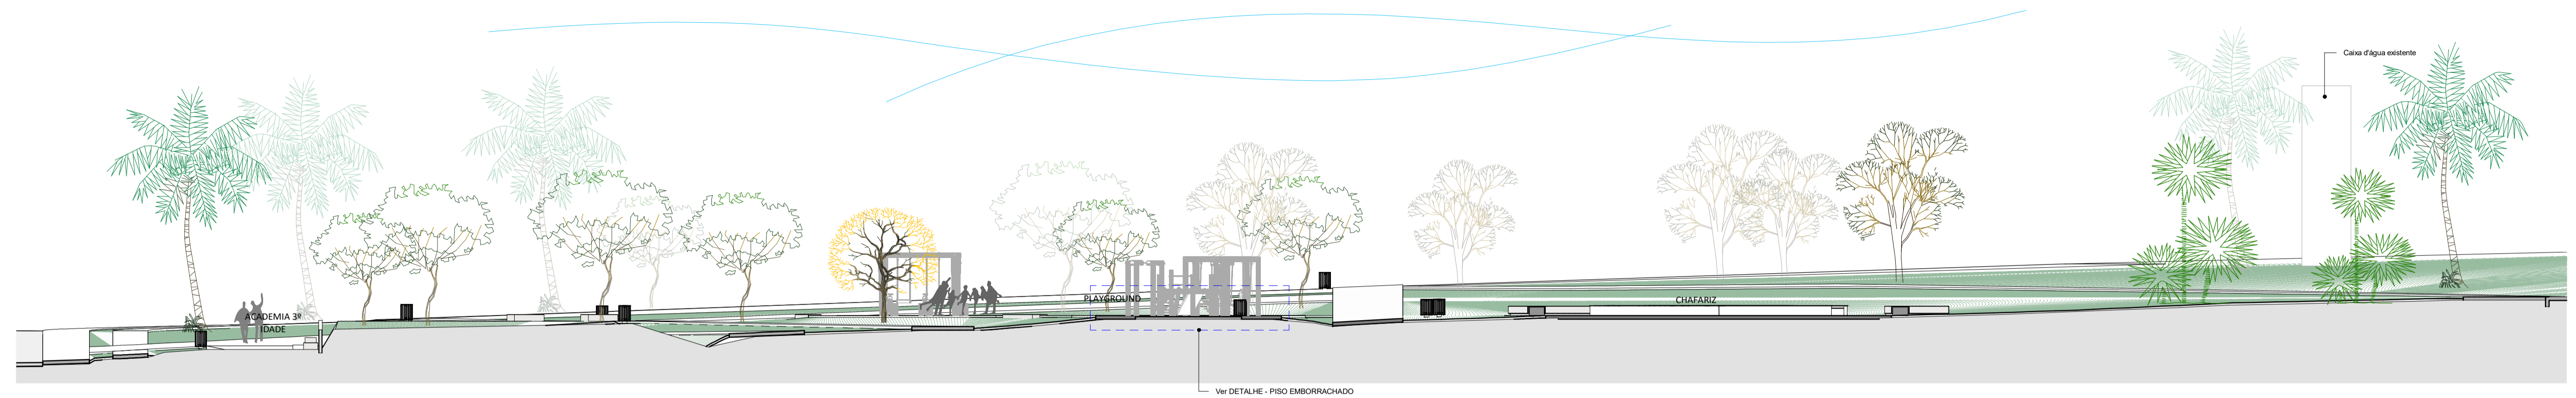 Caixa d'água existente
PLAYGROUND
CHAFARIZ
ACADEMIA 3ª
IDADE
Ver DETALHE - PISO EMBORRACHADO